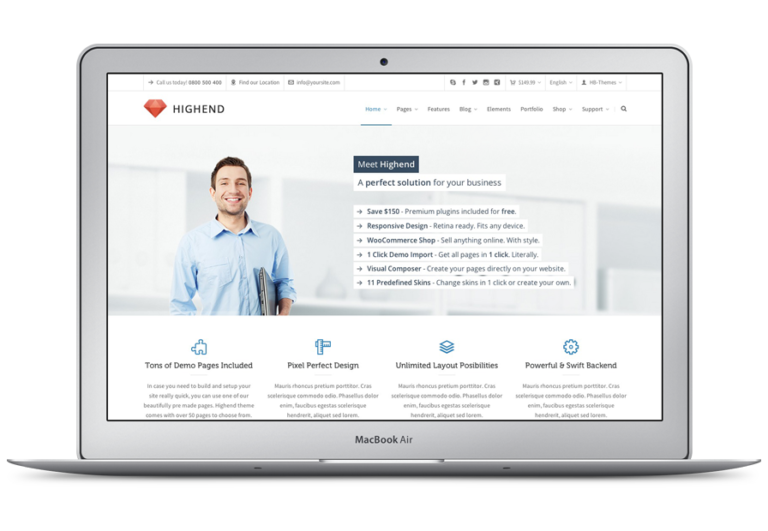 Call us today! 0800 500 400
Find our Location
info@yoursite.com
$149.99
English
HB-Themes
HIGHEND
Home
Pages
Features
Blog
Elements
Portfolio
Shop
Support
Meet Highend
A perfect solution for your business
Save $150 - Premium plugins included for free.
Responsive Design - Retina ready. Fits any device.
WooCommerce Shop - Sell anything online. With style.
1 Click Demo Import - Get all pages in 1 click. Literally.
Visual Composer - Create your pages directly on your website.
11 Predefined Skins - Change skins in 1 click or create your own.
Tons of Demo Pages Included
In case you need to build and setup your
site really quick, you can use one of our
beautifully pre made pages. Highend theme
comes with over 50 pages to choose from.
Pixel Perfect Design
Mauris rhoncus pretium porttitor. Cras
scelerisque commodo odio. Phasellus dolor
enim, faucibus egestas scelerisque
hendrerit, aliquet sed lorem.
Unlimited Layout Posibilities
Mauris rhoncus pretium porttitor. Cras
scelerisque commodo odio. Phasellus dolor
enim, faucibus egestas scelerisque
hendrerit, aliquet sed lorem.
Powerful & Swift Backend
Mauris rhoncus pretium porttitor. Cras
scelerisque commodo odio. Phasellus dolor
enim, faucibus egestas scelerisque
hendrerit, aliquet sed lorem.
MacBook Air